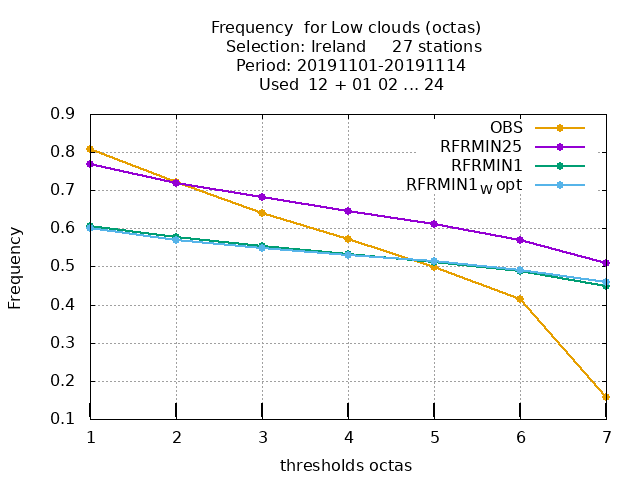 Frequency  for Low clouds (octas)
Selection: Ireland     27 stations
Period: 20191101-20191114
Used  12 + 01 02 ... 24
OBS
RFRMIN25
RFRMIN1
RFRMIN1W opt
0.9
0.8
0.7
0.6
0.5
0.4
0.3
0.2
0.1
Frequency
1 2 3 4 5 6 7
thresholds octas